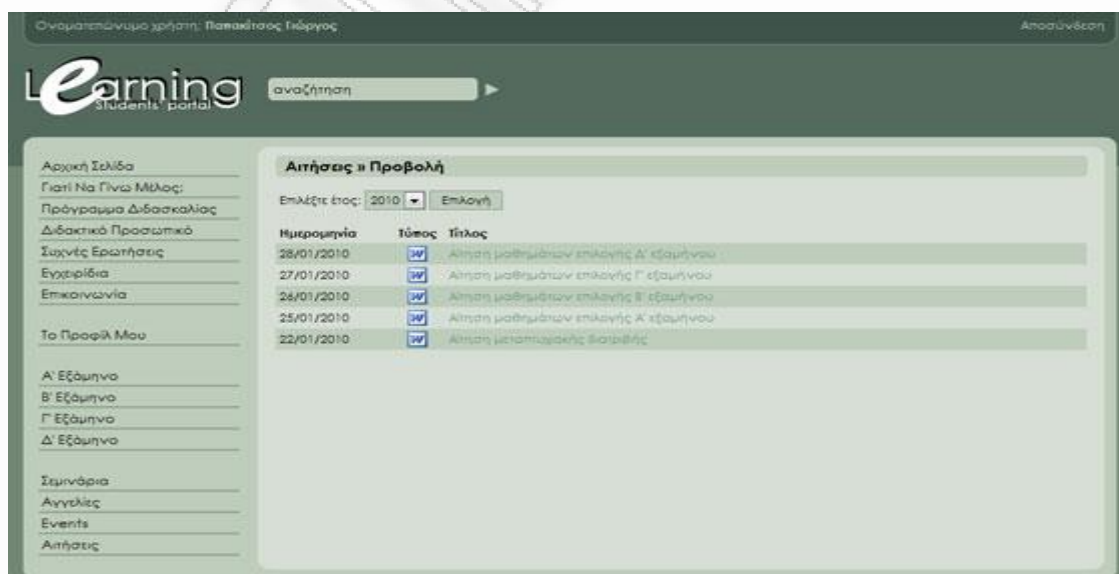 Ονοματεπώνυμο χρήστη: Παπακίτσος Γιώργος
Αποσύνδεση
Learning
Students' portal
αναζήτηση
Αρχική Σελίδα
Γιατί Να Γίνω Μέλος;
Πρόγραμμα Διδασκαλίας
Διδακτικό Προσωπικό
Συχνές Ερωτήσεις
Εγχειρίδια
Επικοινωνία
Το Προφίλ Μου
Α' Εξάμηνο
Β' Εξάμηνο
Γ' Εξάμηνο
Δ' Εξάμηνο
Σεμινάρια
Αγγελίες
Events
Αιτήσεις
Αιτήσεις » Προβολή
Επιλέξτε έτος: 2010 Επιλογή
Ημερομηνία Τύπος Τίτλος
28/01/2010 Αίτηση μαθημάτων επιλογής Δ' εξαμήνου
27/01/2010 Αίτηση μαθημάτων επιλογής Γ' εξαμήνου
26/01/2010 Αίτηση μαθημάτων επιλογής Β' εξαμήνου
25/01/2010 Αίτηση μαθημάτων επιλογής Α' εξαμήνου
22/01/2010 Αίτηση μεταπτυχιακής διατριβής